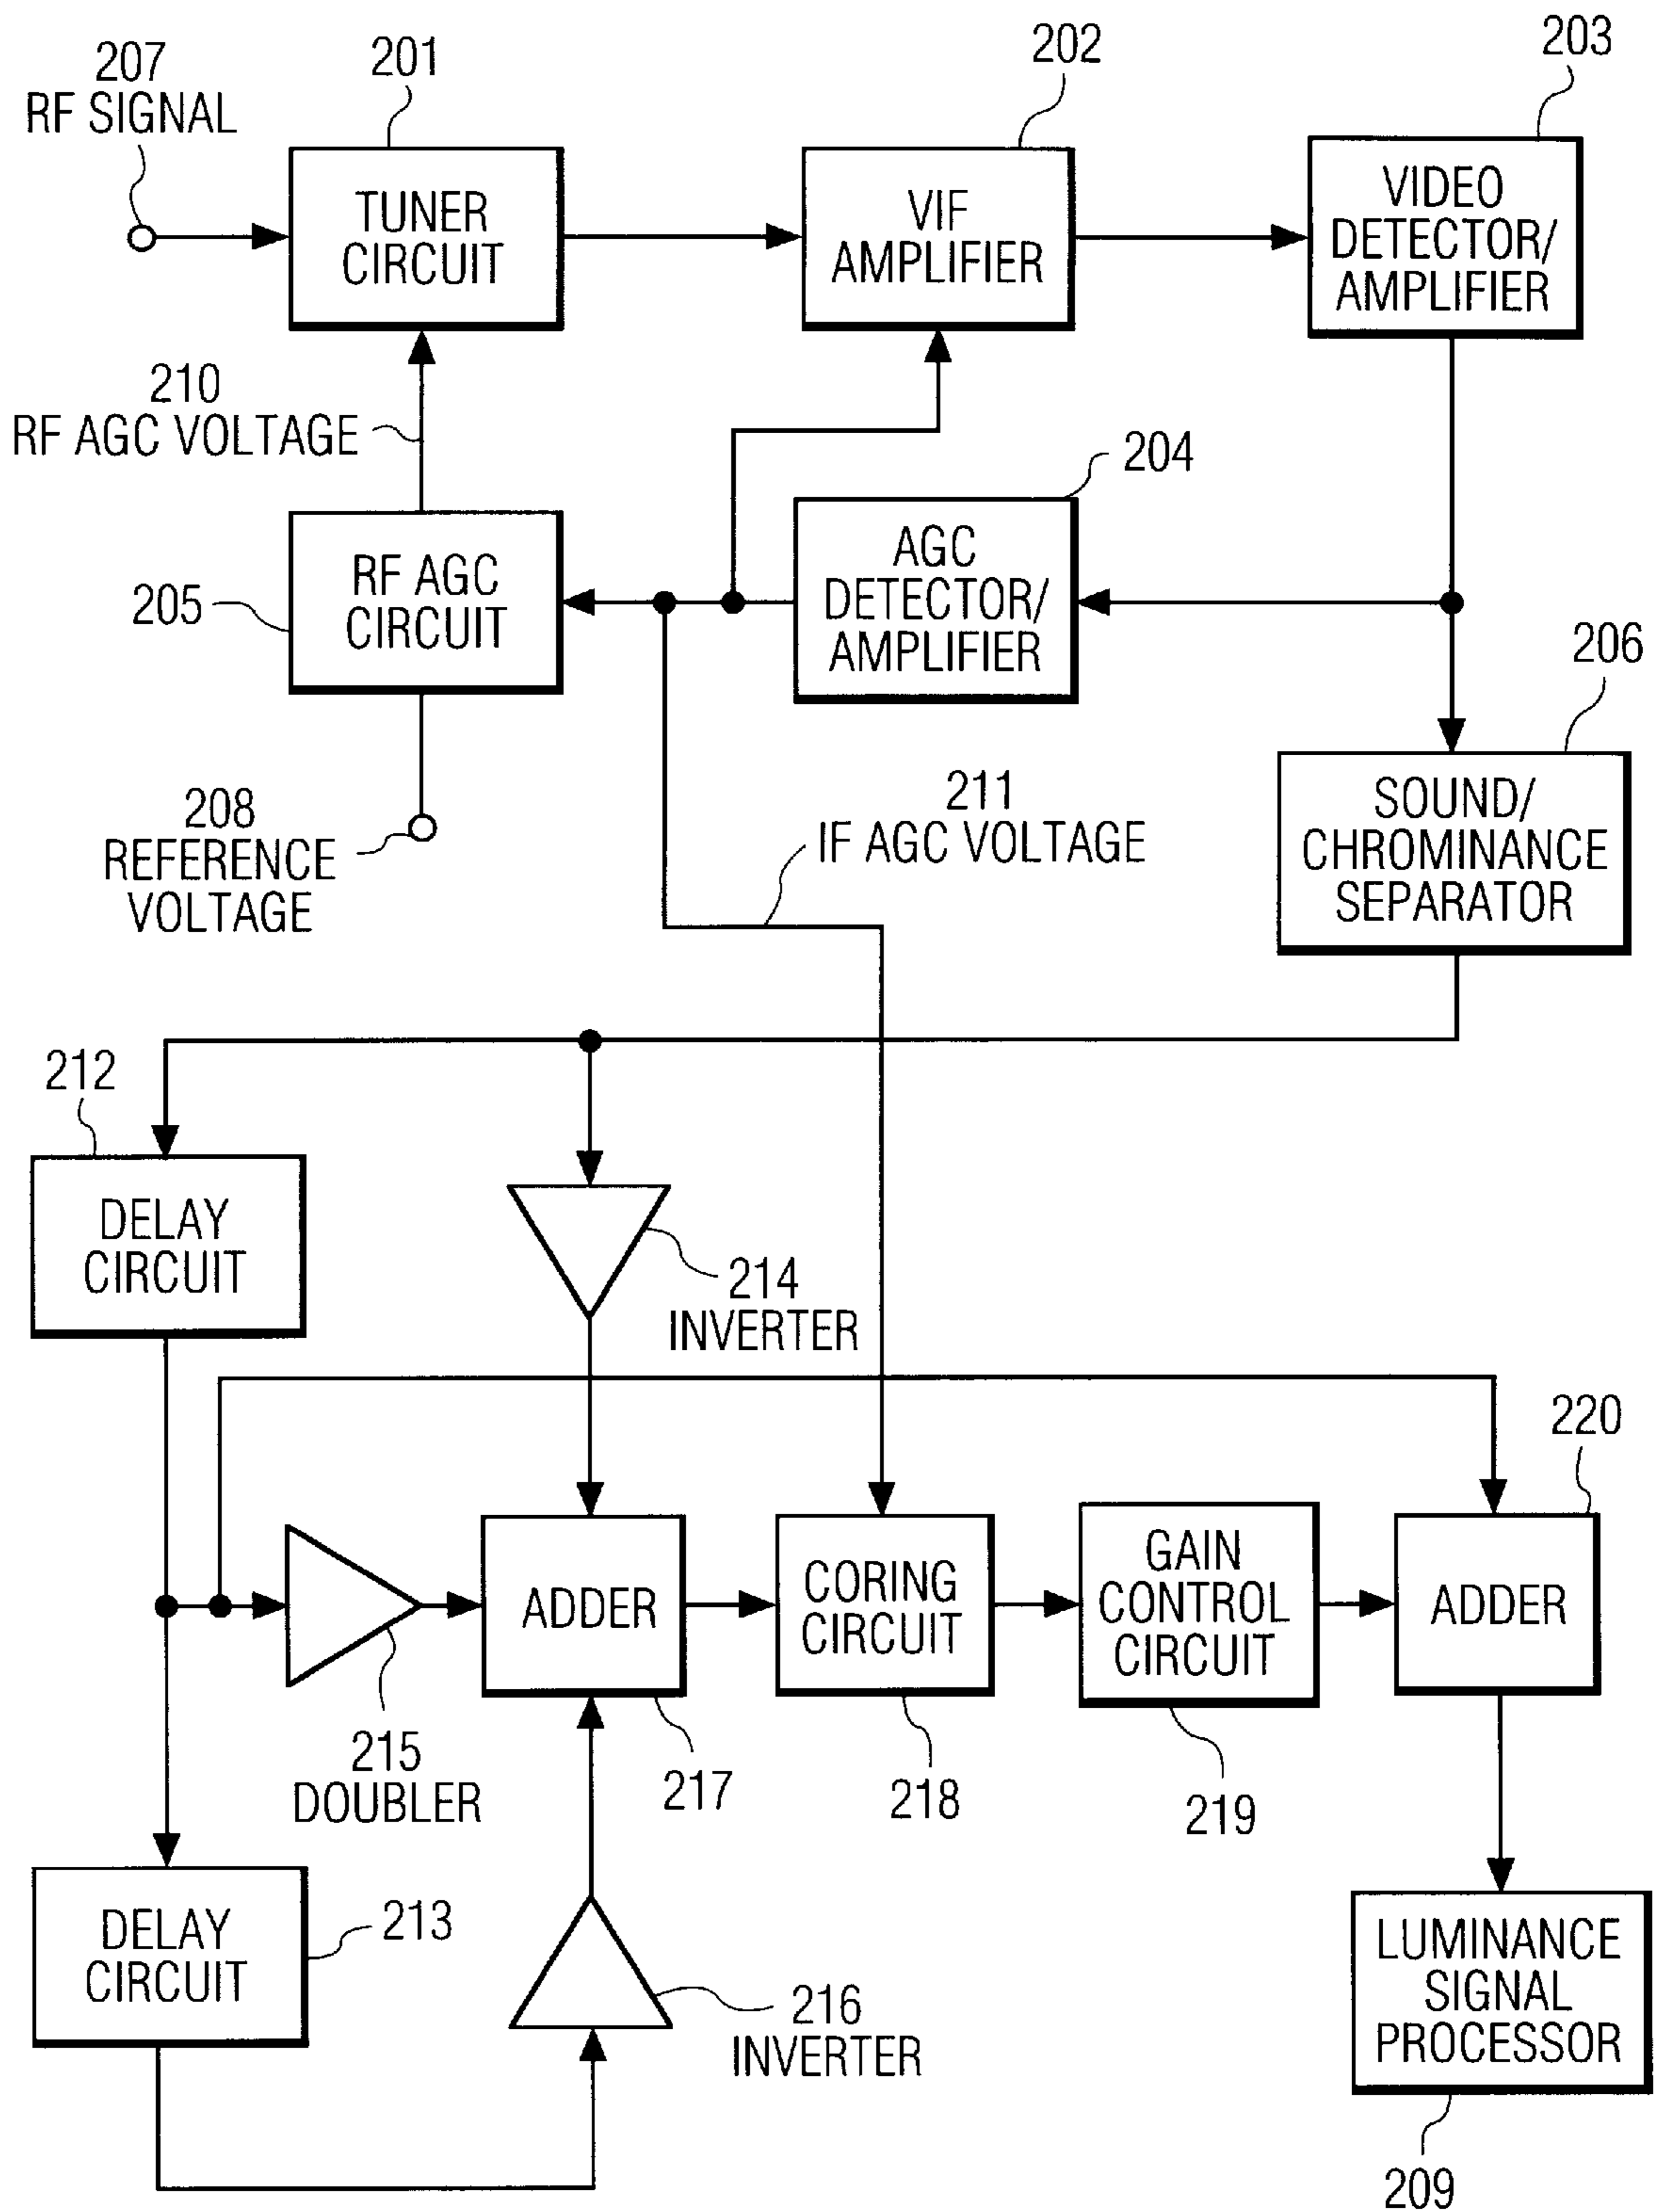 207
RF SIGNAL
201
202
203
TUNER
CIRCUIT
VIF
AMPLIFIER
VIDEO
DETECTOR/
AMPLIFIER
210
RF AGC VOLTAGE
204
RF AGC
CIRCUIT
205
AGC
DETECTOR/
AMPLIFIER
206
208
REFERENCE
VOLTAGE
211
IF AGC VOLTAGE
SOUND/
CHROMINANCE
SEPARATOR
212
DELAY
CIRCUIT
214
INVERTER
220
215
DOUBLER
ADDER
217
CORING
CIRCUIT
218
GAIN
CONTROL
CIRCUIT
219
ADDER
DELAY
CIRCUIT
213
216
INVERTER
LUMINANCE
SIGNAL
PROCESSOR
209